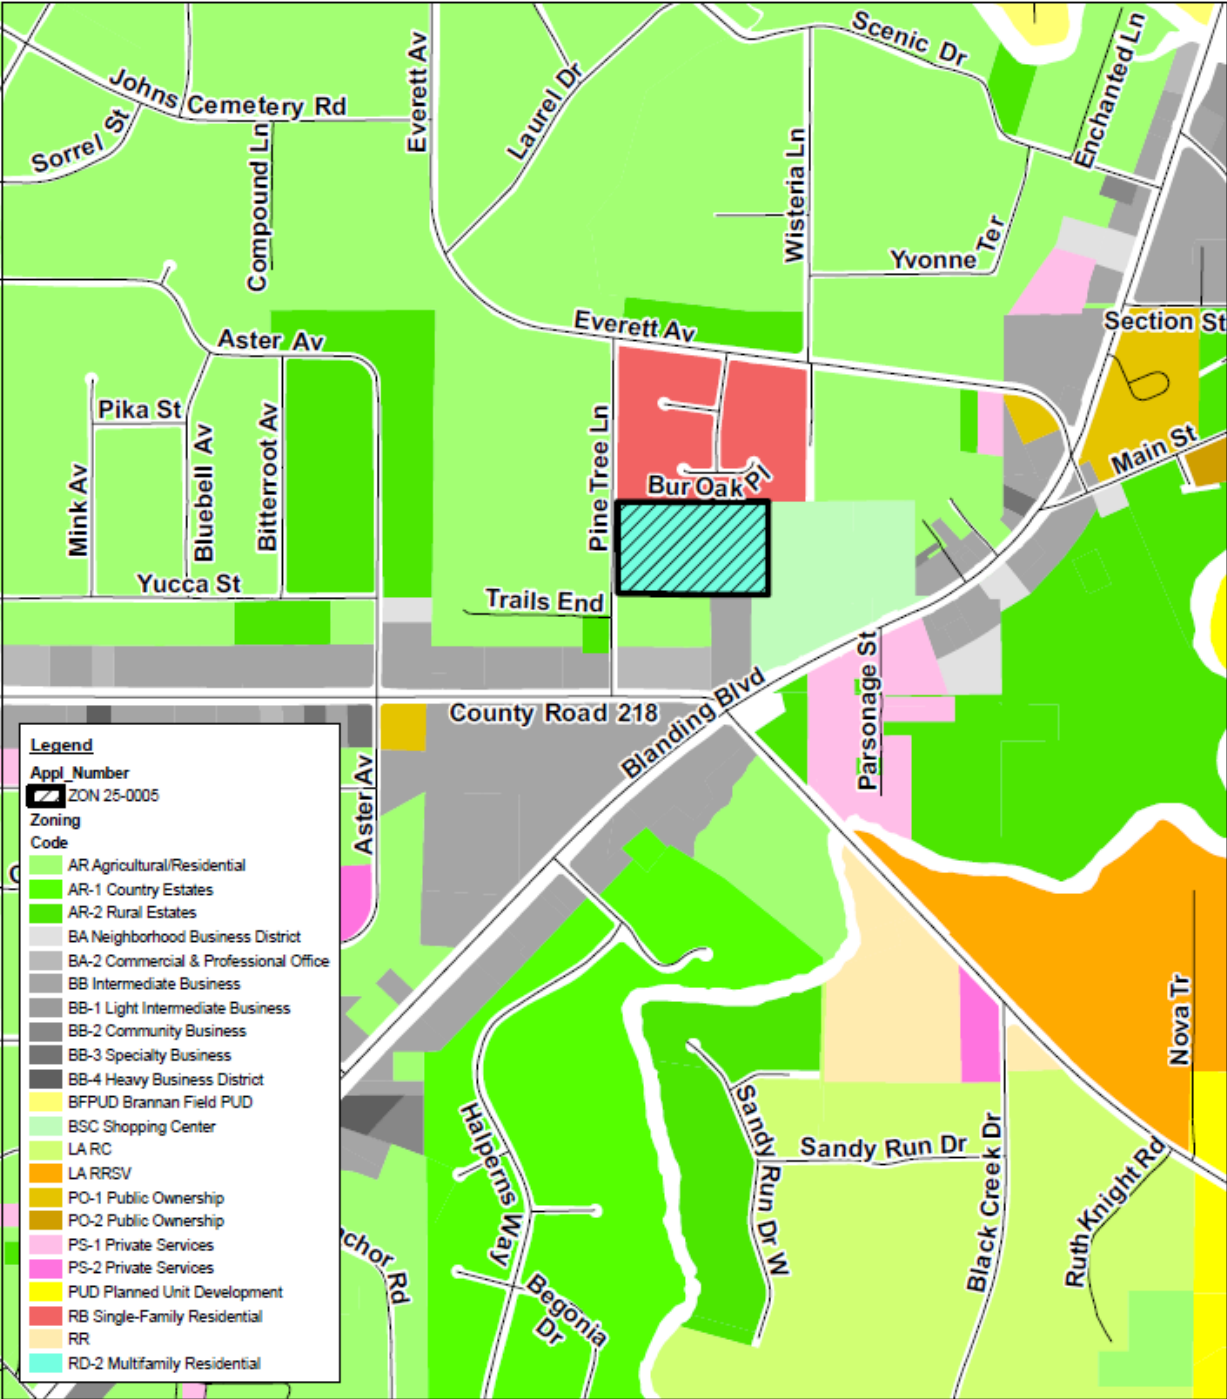 Scenic Dr
Enchanted Ln
Johns Cemetery Rd
Everett Av
Laurel Dr
Sorrel St
Compound Ln
Wisteria Ln
Yvonne Ter
Section St
Everett Av
Aster Av
Pika St
Mink Av
Bluebell Av
Bitterroot Av
Pine Tree Ln
Bur Oak Pl
Main St
Yucca St
Trails End
Parsonage St
County Road 218
Blanding Blvd
Aster Av
Legend
Appl_Number
ZON 25-0005
Zoning
Code
AR Agricultural/Residential
AR-1 Country Estates
AR-2 Rural Estates
BA Neighborhood Business District
BA-2 Commercial & Professional Office
BB Intermediate Business
BB-1 Light Intermediate Business
BB-2 Community Business
BB-3 Specialty Business
BB-4 Heavy Business District
BFPUD Brannan Field PUD
BSC Shopping Center
LA RC
LA RRSV
PO-1 Public Ownership
PO-2 Public Ownership
PS-1 Private Services
PS-2 Private Services
PUD Planned Unit Development
RB Single-Family Residential
RR
RD-2 Multifamily Residential
Nova Tr
Halperns Way
Sandy Run Dr W
Sandy Run Dr
Black Creek Dr
Ruth Knight Rd
Begonia Dr
chor Rd